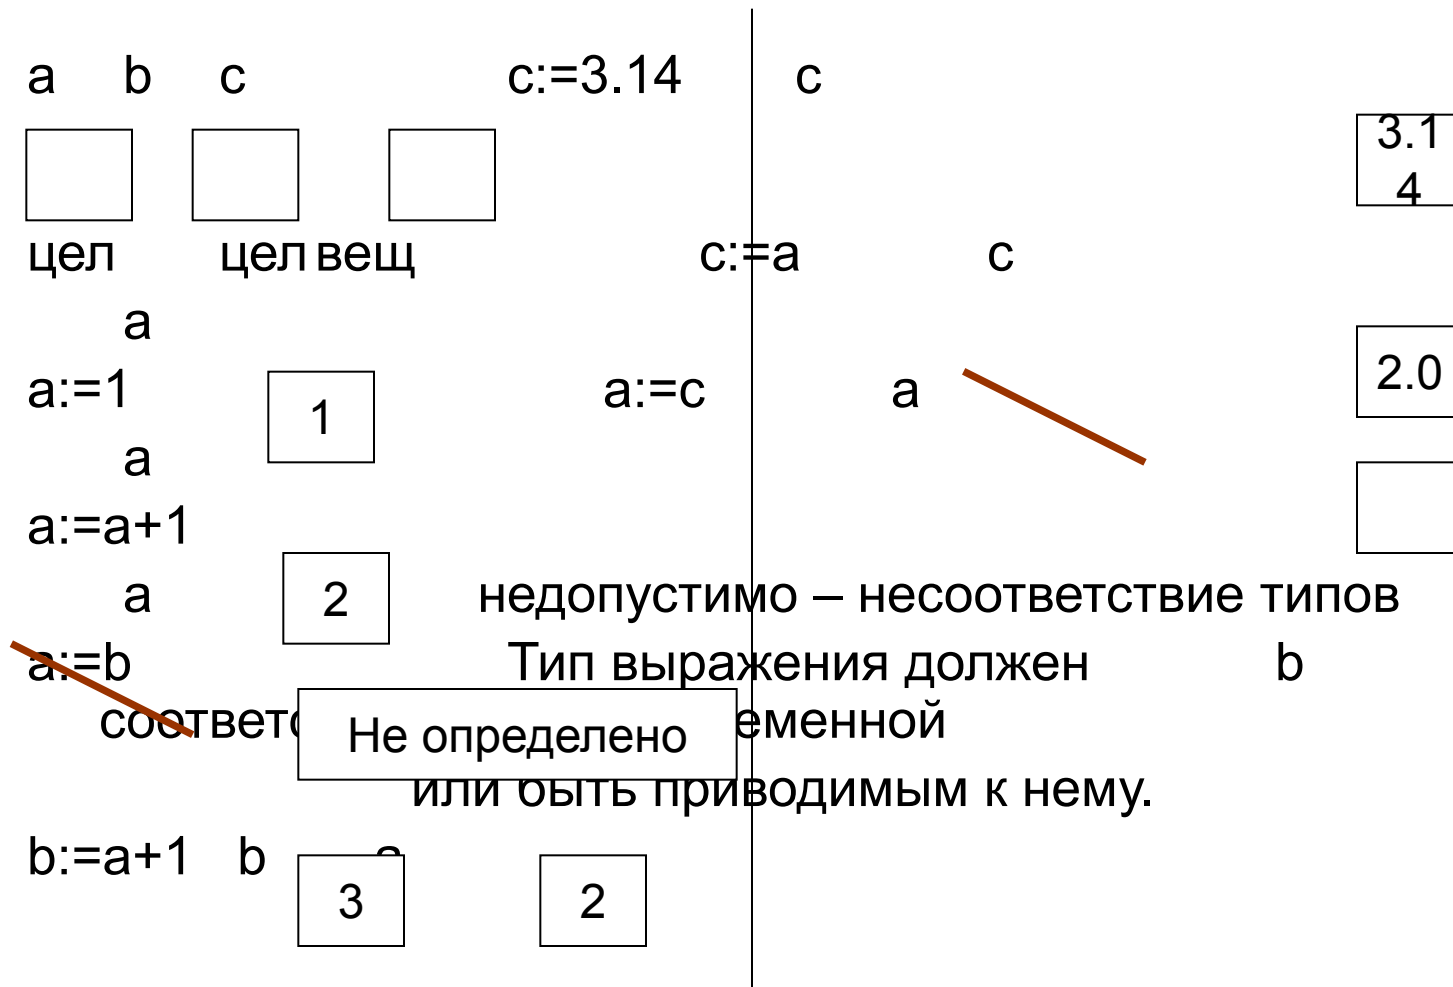 a b c c:=3.14 c
3.1
4
цел цел вещ c:=a c
a
2.0
a:=1 1 a:=c a
a
a:=a+1
a 2 недопустимо – несоответствие типов
a:=b Тип выражения должен b
Не определено
или быть приводимым к нему.
b:=a+1 b a
3 2